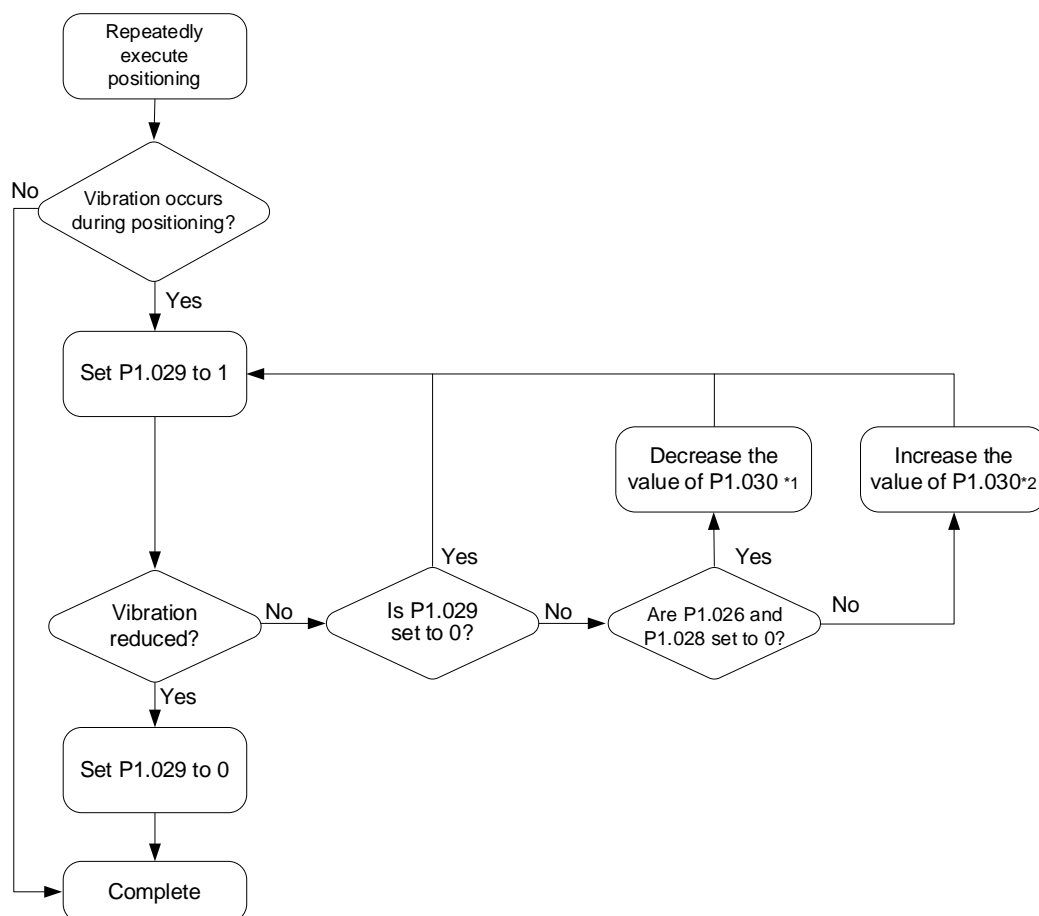 Repeatedly
execute
positioning
No
Vibration occurs
during positioning?
Yes
Set P1.029 to 1
Decrease the
value of P1.030 *1
Increase the
value of P1.030*2
Yes
Yes
Vibration
reduced?
No
Is P1.029
set to 0?
No
Are P1.026 and
P1.028 set to 0?
No
Yes
Set P1.029 to 0
Complete